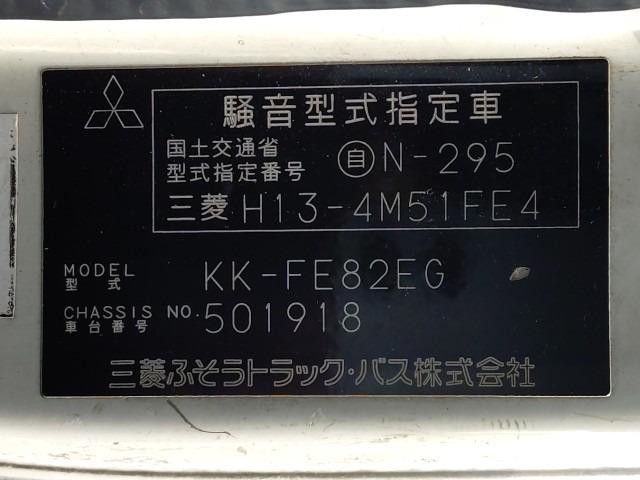 騒音型式指定車
国土交通省
型式指定番号 自N-295
三菱 H13-4M51FE4
MODEL
型式 KK-FE82EG
CHASSIS NO.
車台番号 501918
三菱ふそうトラック・バス株式会社